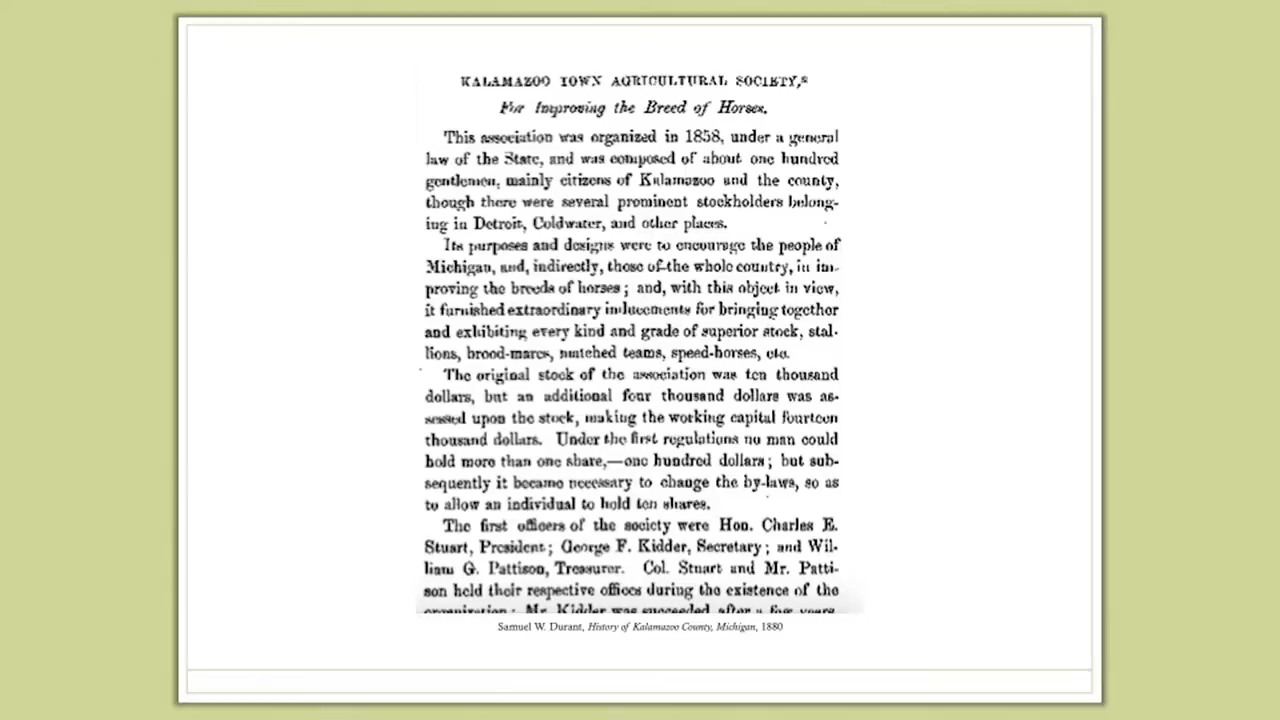 KALAMAZOO TOWN AGRICULTURAL SOCIETY,*
For Improving the Breed of Horses.
This association was organized in 1858, under a general
law of the State, and was composed of about one hundred
gentlemen, mainly citizens of Kalamazoo and the county,
though there were several prominent stockholders belong-
ing in Detroit, Coldwater, and other places.
Its purposes and designs were to encourage the people of
Michigan, and, indirectly, those of the whole country, in im-
proving the breeds of horses; and, with this object in view,
it furnished extraordinary inducements for bringing together
and exhibiting every kind and grade of superior stock, stal-
lions, brood-mares, matched teams, speed-horses, etc.
The original stock of the association was ten thousand
dollars, but an additional four thousand dollars was as-
sessed upon the stock, making the working capital fourteen
thousand dollars. Under the first regulations no man could
hold more than one share,—one hundred dollars; but sub-
sequently it became necessary to change the by-laws, so as
to allow an individual to hold ten shares.
The first officers of the society were Hon. Charles E.
Stuart, President; George F. Kidder, Secretary; and Wil-
liam G. Pattison, Treasurer. Col. Stuart and Mr. Patti-
son held their respective offices during the existence of the
organization; Mr. Kidder was succeeded after a few years,
Samuel W. Durant, History of Kalamazoo County, Michigan, 1880